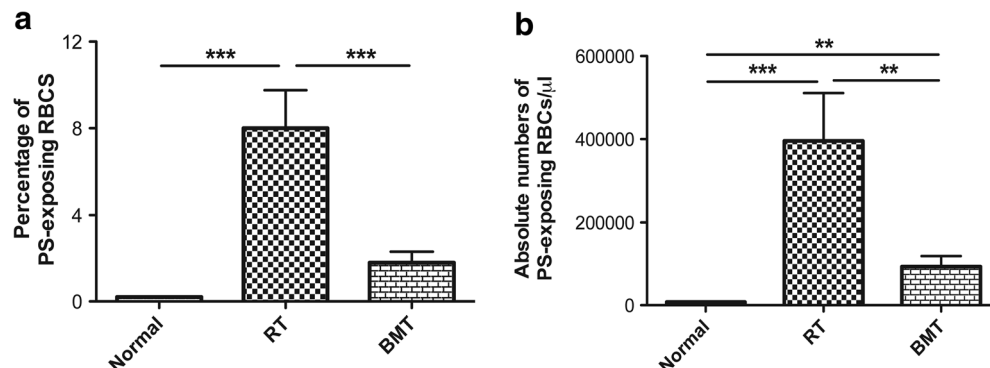 a
Percentage of
PS-exposing RBCS
12
8
4
0
***
***
Normal
RT
BMT
b
Absolute numbers of
PS-exposing RBCs/μl
600000
400000
200000
0
**
***
**
Normal
RT
BMT